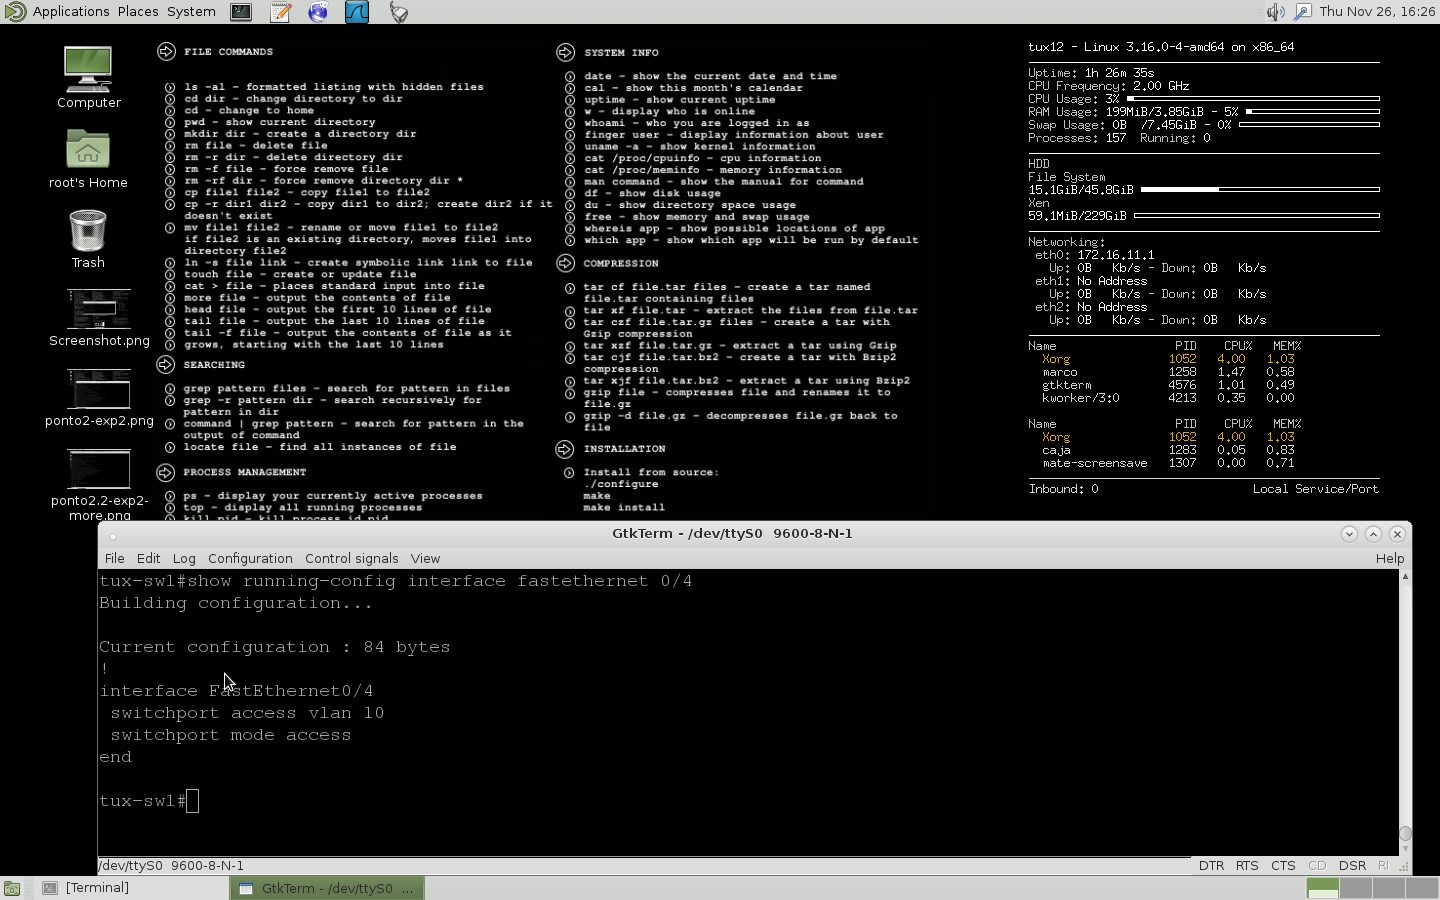 Applications Places System
Thu Nov 26, 16:26
Computer
root's Home
Trash
Screenshot.png
ponto2-exp2.png
ponto2.2-exp2-
more.png
FILE COMMANDS
ls -al - formatted listing with hidden files
cd dir - change directory to dir
cd - change to home
pwd - show current directory
mkdir dir - create a directory dir
rm file - delete file
rm -r dir - delete directory dir
rm -f file - force remove file
rm -rf dir - force remove directory dir *
cp file1 file2 - copy file1 to file2
cp -r dir1 dir2 - copy dir1 to dir2; create dir2 if it
doesn't exist
mv file1 file2 - rename or move file1 to file2
if file2 is an existing directory, moves file1 into
directory file2
ln -s file link - create symbolic link link to file
touch file - create or update file
cat > file - places standard input into file
more file - output the contents of file
head file - output the first 10 lines of file
tail file - output the last 10 lines of file
tail -f file - output the contents of file as it
grows, starting with the last 10 lines
SEARCHING
grep pattern files - search for pattern in files
grep -r pattern dir - search recursively for
pattern in dir
command | grep pattern - search for pattern in the
output of command
locate file - find all instances of file
PROCESS MANAGEMENT
ps - display your currently active processes
top - display all running processes
kill pid - kill process id pid
SYSTEM INFO
date - show the current date and time
cal - show this month's calendar
uptime - show current uptime
w - display who is online
whoami - who you are logged in as
finger user - display information about user
uname -a - show kernel information
cat /proc/cpuinfo - cpu information
cat /proc/meminfo - memory information
man command - show the manual for command
df - show disk usage
du - show directory space usage
free - show memory and swap usage
whereis app - show possible locations of app
which app - show which app will be run by default
COMPRESSION
tar cf file.tar files - create a tar named
file.tar containing files
tar xf file.tar - extract the files from file.tar
tar czf file.tar.gz files - create a tar with
Gzip compression
tar xzf file.tar.gz - extract a tar using Gzip
tar cjf file.tar.bz2 - create a tar with Bzip2
compression
tar xjf file.tar.bz2 - extract a tar using Bzip2
gzip file - compresses file and renames it to
file.gz
gzip -d file.gz - decompresses file.gz back to
file
INSTALLATION
Install from source:
./configure
make
make install
tux12 - Linux 3.16.0-4-amd64 on x86_64
Uptime: 1h 26m 35s
CPU Frequency: 2.00 GHz
CPU Usage: 3%
RAM Usage: 199MiB/3.85GiB - 5%
Swap Usage: 0B /7.45GiB - 0%
Processes: 157 Running: 0
HDD
File System
15.1GiB/45.8GiB
Xen
59.1MiB/229GiB
Networking:
eth0: 172.16.11.1
Up: 0B Kb/s - Down: 0B Kb/s
eth1: No Address
Up: 0B Kb/s - Down: 0B Kb/s
eth2: No Address
Up: 0B Kb/s - Down: 0B Kb/s
Name PID CPU% MEM%
Xorg 1052 4.00 1.03
marco 1258 1.47 0.58
gtkterm 4576 1.01 0.49
kworker/3:0 4213 0.35 0.00
Name PID CPU% MEM%
Xorg 1052 4.00 1.03
caja 1283 0.05 0.83
mate-screensave 1307 0.00 0.71
Inbound: 0 Local Service/Port
GtkTerm - /dev/ttyS0 9600-8-N-1
File Edit Log Configuration Control signals View Help
tux-sw1#show running-config interface fastethernet 0/4
Building configuration...
Current configuration : 84 bytes
!
interface FastEthernet0/4
switchport access vlan 10
switchport mode access
end
tux-sw1#
/dev/ttyS0 9600-8-N-1
DTR RTS CTS CD DSR RI
[Terminal]
GtkTerm - /dev/ttyS0 ...